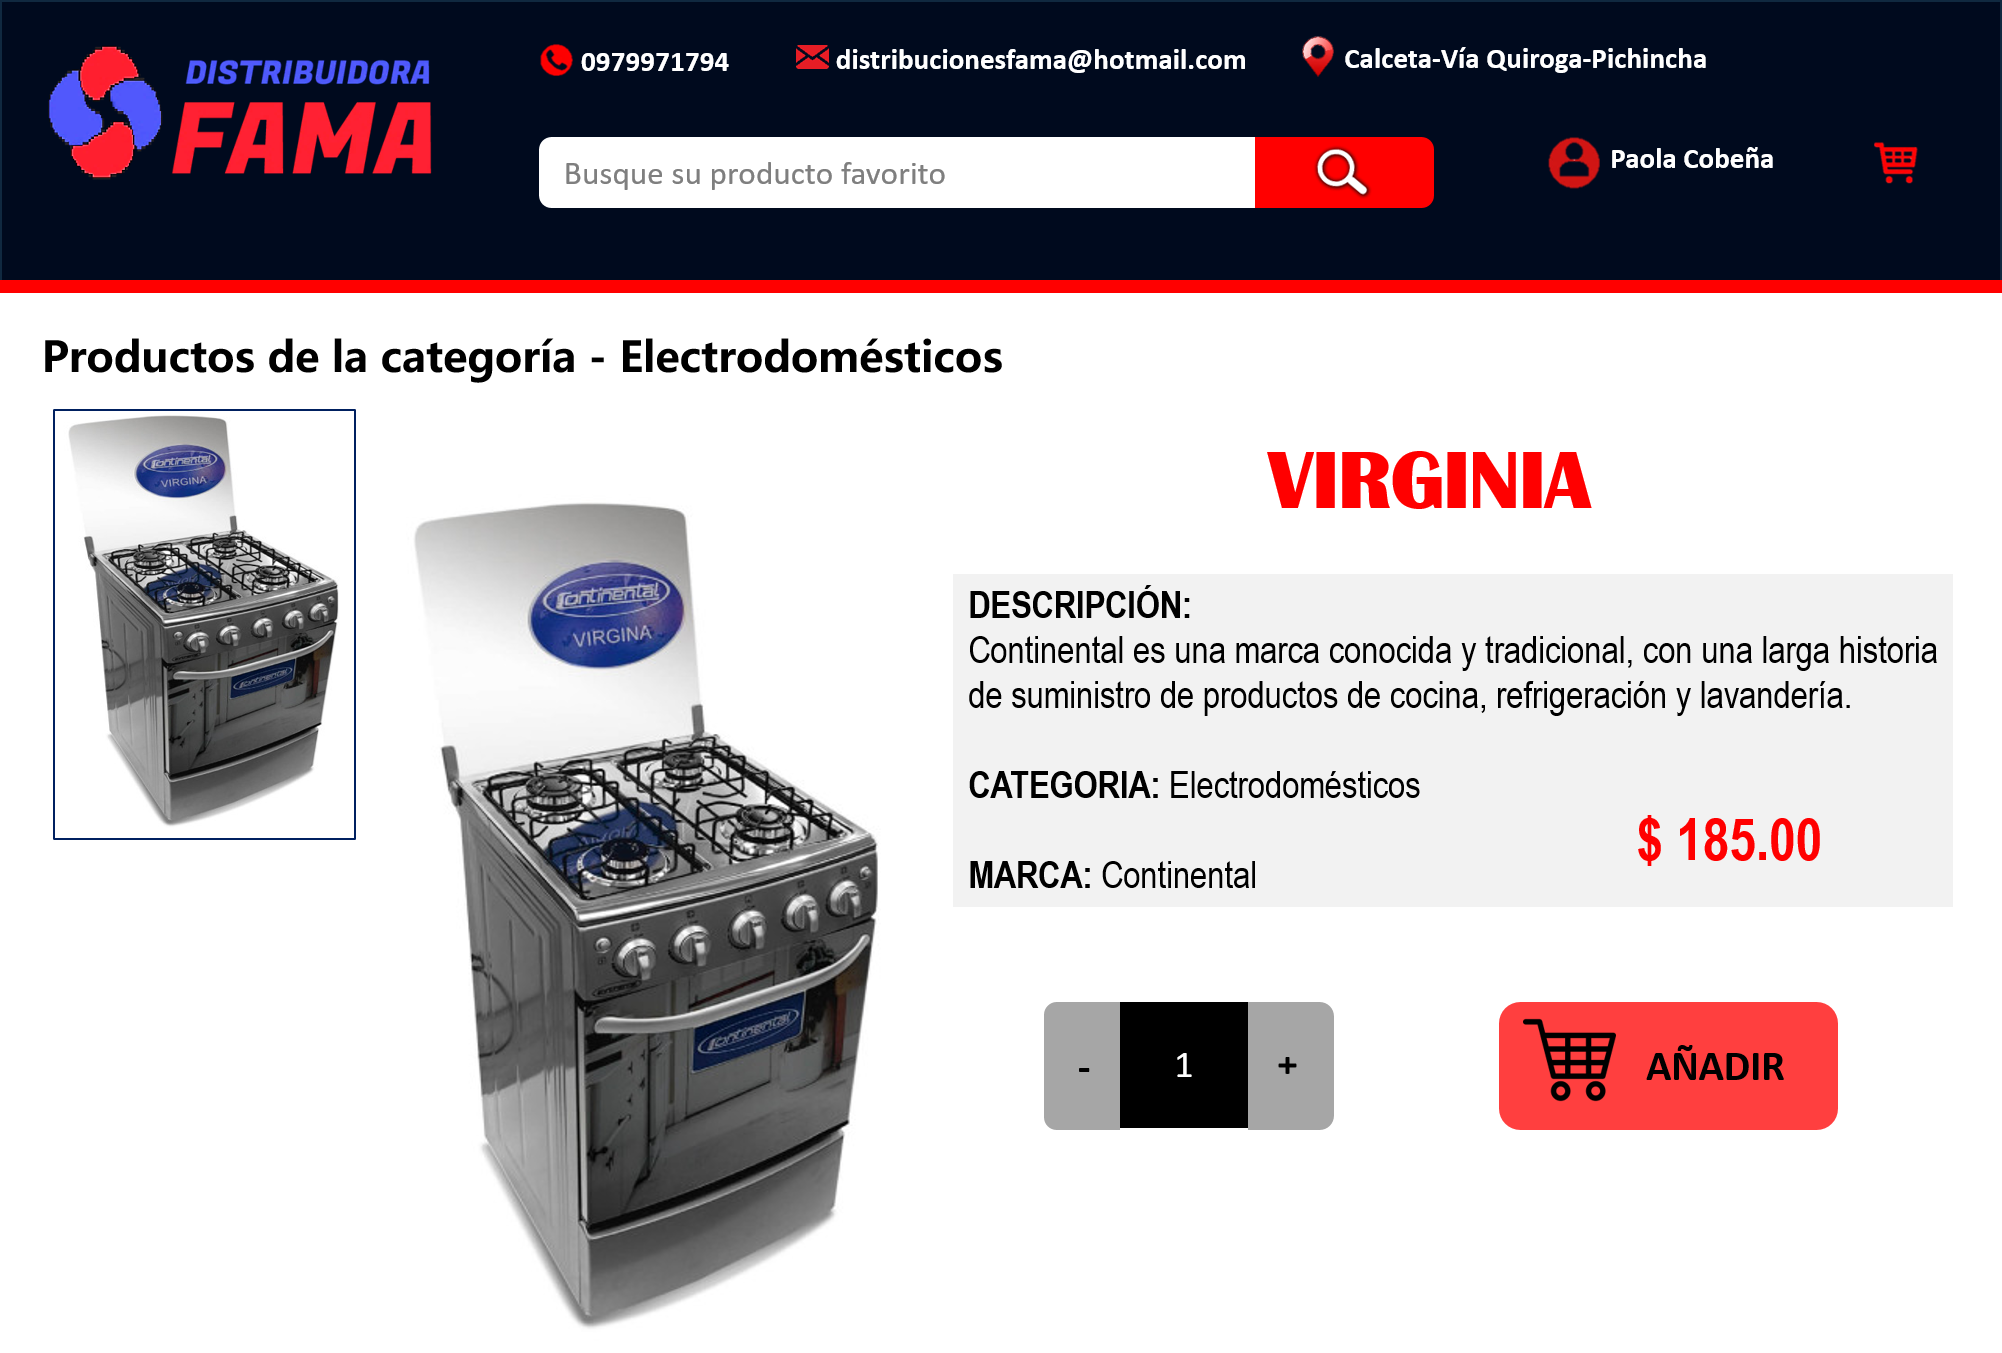 DISTRIBUIDORA
FAMA
0979971794
distribucionesfama@hotmail.com
Calceta-Vía Quiroga-Pichincha
Busque su producto favorito
Paola Cobeña
Productos de la categoría - Electrodomésticos
Continental
VIRGINA
Continental
Continental
VIRGINA
Continental
VIRGINIA
DESCRIPCIÓN:
Continental es una marca conocida y tradicional, con una larga historia
de suministro de productos de cocina, refrigeración y lavandería.
CATEGORIA: Electrodomésticos
$ 185.00
MARCA: Continental
- 1 +
AÑADIR